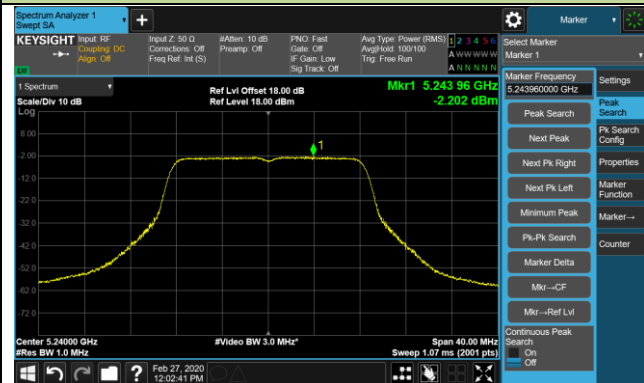 Spectrum Analyzer 1
Swept SA
+
Marker
KEYSIGHT
Input: RF
Coupling: DC
Align: Off
Input Z: 50 Ω
Corrections: Off
Freq Ref: Int (S)
#Atten: 10 dB
Preamp: Off
PNO: Fast
Gate: Off
IF Gain: Low
Sig Track: Off
Avg Type: Power (RMS)
Avg|Hold: 100/100
Trig: Free Run
1 2 3 4 5 6
A W W W W W
A N N N N N
LXI
Select Marker
Marker 1
1 Spectrum
Scale/Div 10 dB
Log
Ref Lvl Offset 18.00 dB
Ref Level 18.00 dBm
Mkr1 5.243 96 GHz
-2.202 dBm
8.00
-2.00
-12.0
-22.0
-32.0
-42.0
-52.0
-62.0
-72.0
1
Center 5.24000 GHz
#Res BW 1.0 MHz
#Video BW 3.0 MHz*
Span 40.00 MHz
Sweep 1.07 ms (2001 pts)
Marker Frequency
5.243960000 GHz
Peak Search
Next Peak
Next Pk Right
Next Pk Left
Minimum Peak
Pk-Pk Search
Marker Delta
Mkr→CF
Mkr→Ref Lvl
Continuous Peak
Search
On
Off
Settings
Peak
Search
Pk Search
Config
Properties
Marker
Function
Marker→
Counter
?
Feb 27, 2020
12:02:41 PM